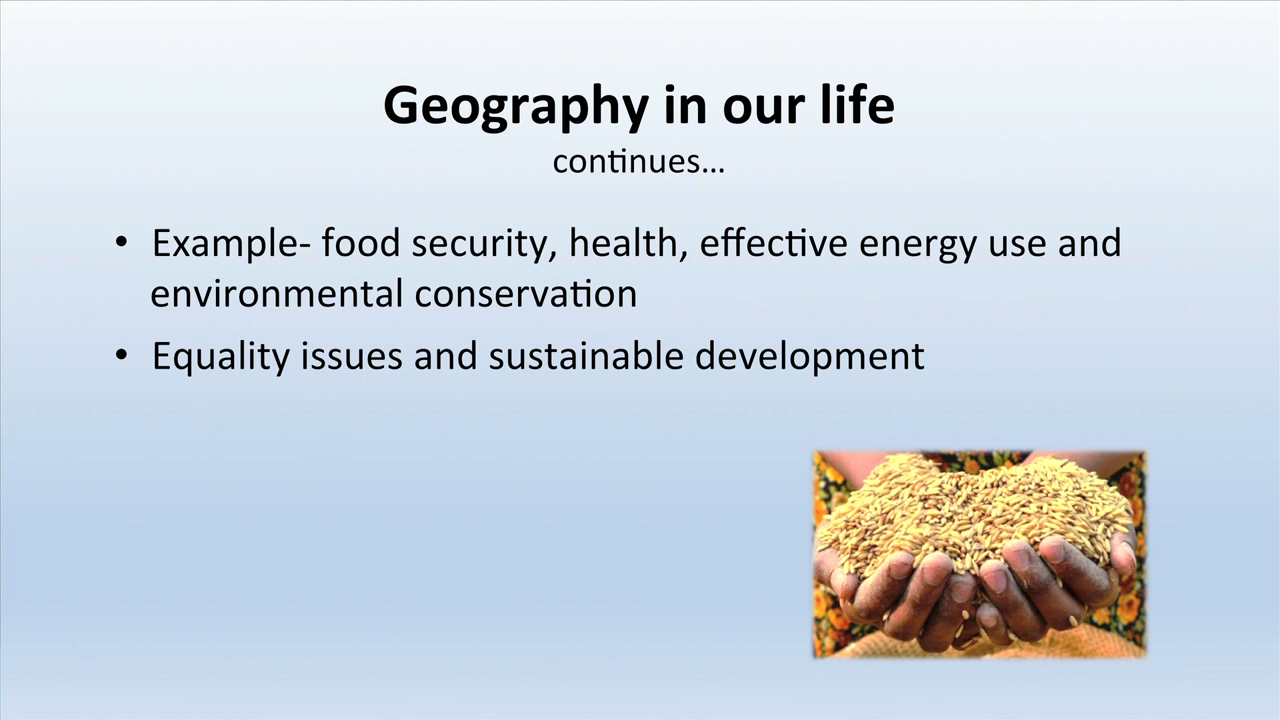 Geography in our life
continues…
• Example- food security, health, effective energy use and
environmental conservation
• Equality issues and sustainable development